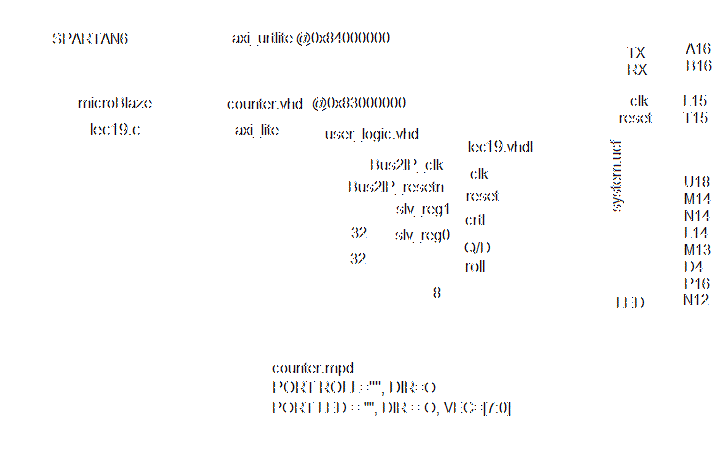 SPARTAN6 axi_urtlite @0x84000000
TX A16
RX B16
microBlaze counter.vhd @0x83000000 clk L15
lec19.c axi_lite user_logic.vhd reset T15
lec19.vhdl
system.ucf
Bus2IP_clk clk
Bus2IP_resetn reset U18
slv_reg1 crtl M14
32 slv_reg0 N14
L14
32 Q/D M13
roll D4
P16
8 LED N12
counter.mpd
PORT ROLL ="", DIR=O
PORT LED = "", DIR = O, VEC=[7:0]